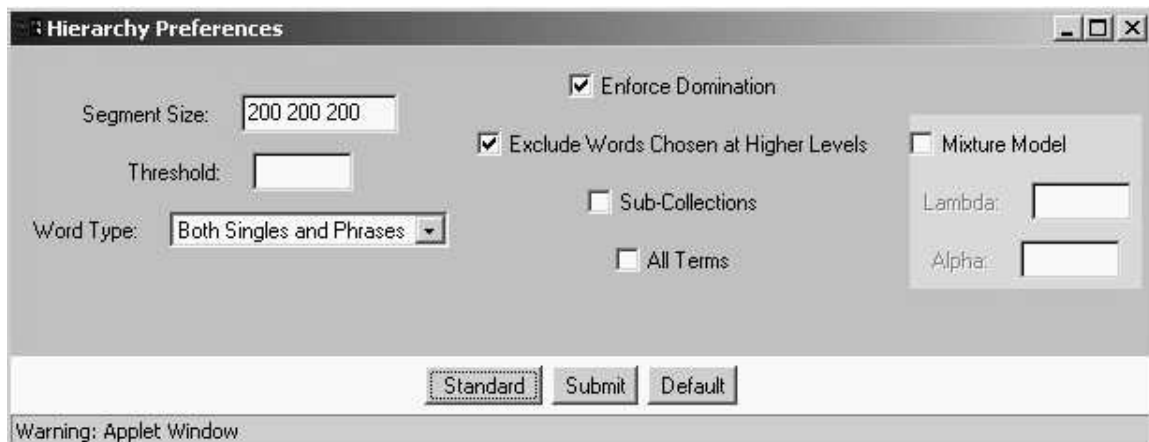 Hierarchy Preferences
Segment Size: 200 200 200
Threshold:
Word Type: Both Singles and Phrases
Enforce Domination
Exclude Words Chosen at Higher Levels
Sub-Collections
All Terms
Mixture Model
Lambda:
Alpha:
Standard Submit Default
Warning: Applet Window